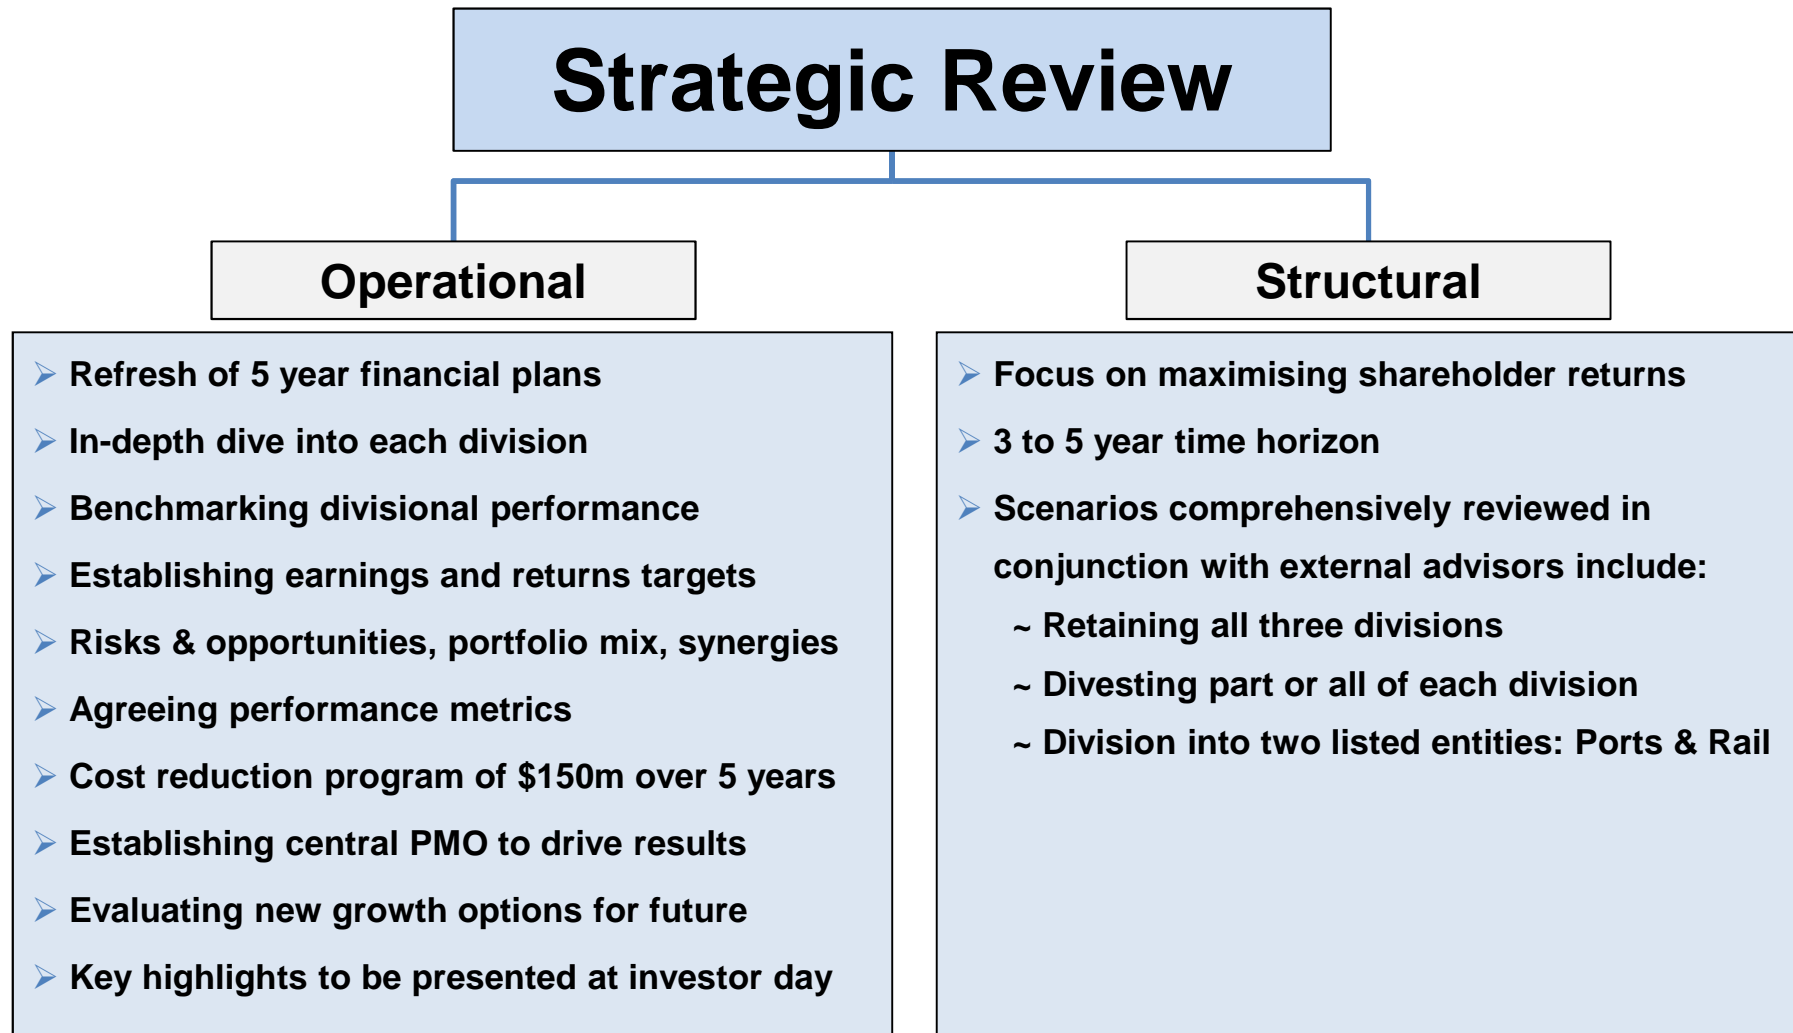 Strategic Review
Operational
➢ Refresh of 5 year financial plans
➢ In-depth dive into each division
➢ Benchmarking divisional performance
➢ Establishing earnings and returns targets
➢ Risks & opportunities, portfolio mix, synergies
➢ Agreeing performance metrics
➢ Cost reduction program of $150m over 5 years
➢ Establishing central PMO to drive results
➢ Evaluating new growth options for future
➢ Key highlights to be presented at investor day
Structural
➢ Focus on maximising shareholder returns
➢ 3 to 5 year time horizon
➢ Scenarios comprehensively reviewed in
conjunction with external advisors include:
~ Retaining all three divisions
~ Divesting part or all of each division
~ Division into two listed entities: Ports & Rail